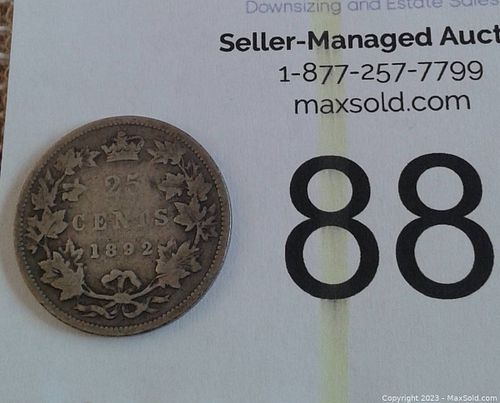 Downsizing and Estate Sales
Seller-Managed Auct
1-877-257-7799
maxsold.com
88
25
CENTS
1892
Copyright 2023 - MaxSold.com